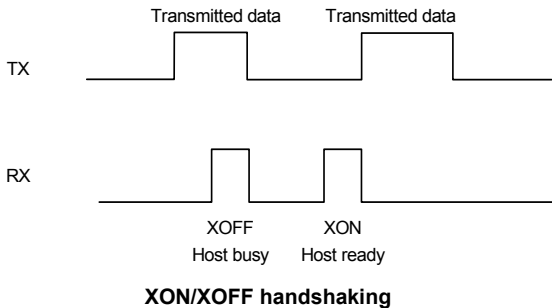 Transmitted data Transmitted data
TX
RX
XOFF XON
Host busy Host ready
XON/XOFF handshaking